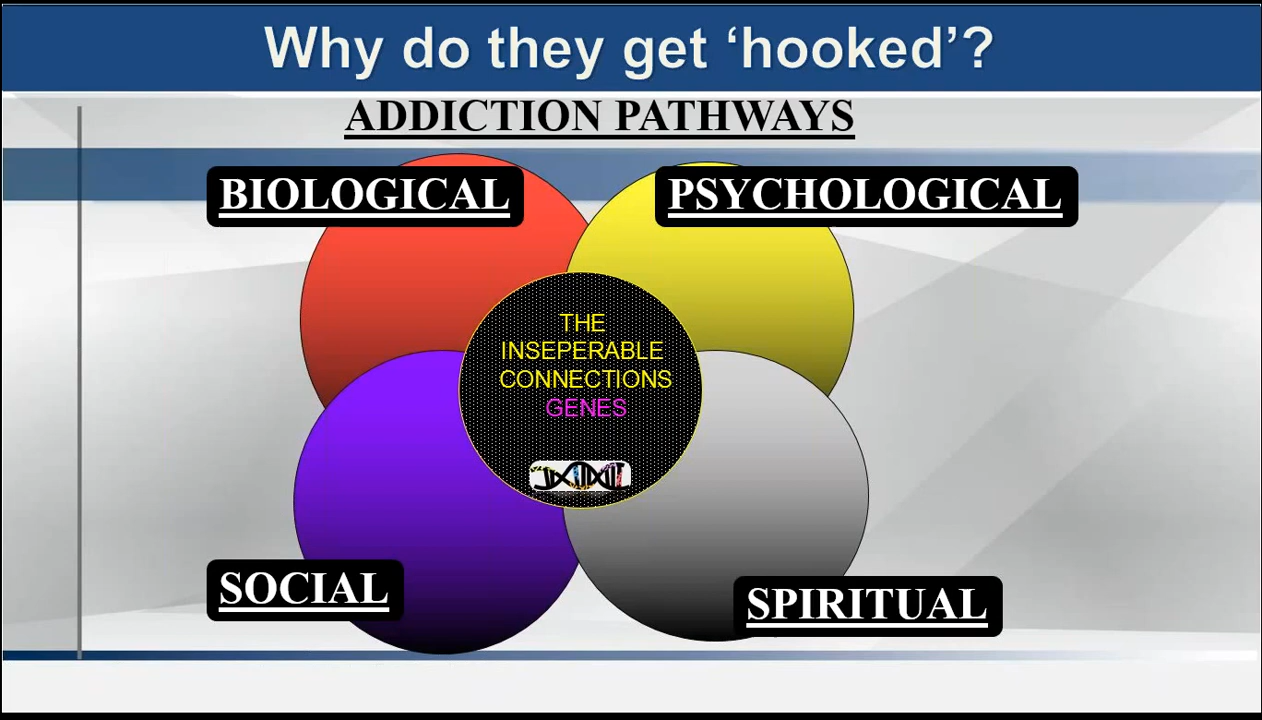 Why do they get ‘hooked’?
ADDICTION PATHWAYS
BIOLOGICAL
PSYCHOLOGICAL
THE
INSEPERABLE
CONNECTIONS
GENES
SOCIAL
SPIRITUAL